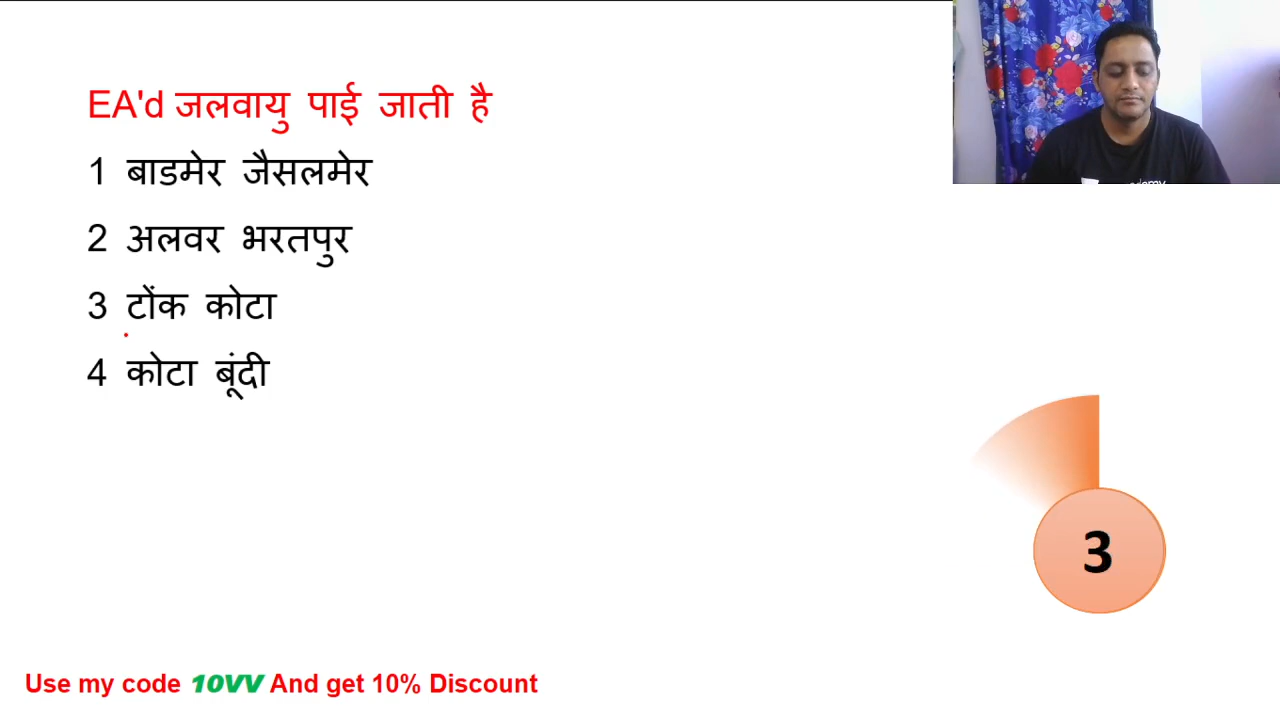 EA'd जलवायु पाई जाती है
1 बाडमेर जैसलमेर
2 अलवर भरतपुर
3 टोंक कोटा
4 कोटा बूंदी
3
Use my code 10VV And get 10% Discount